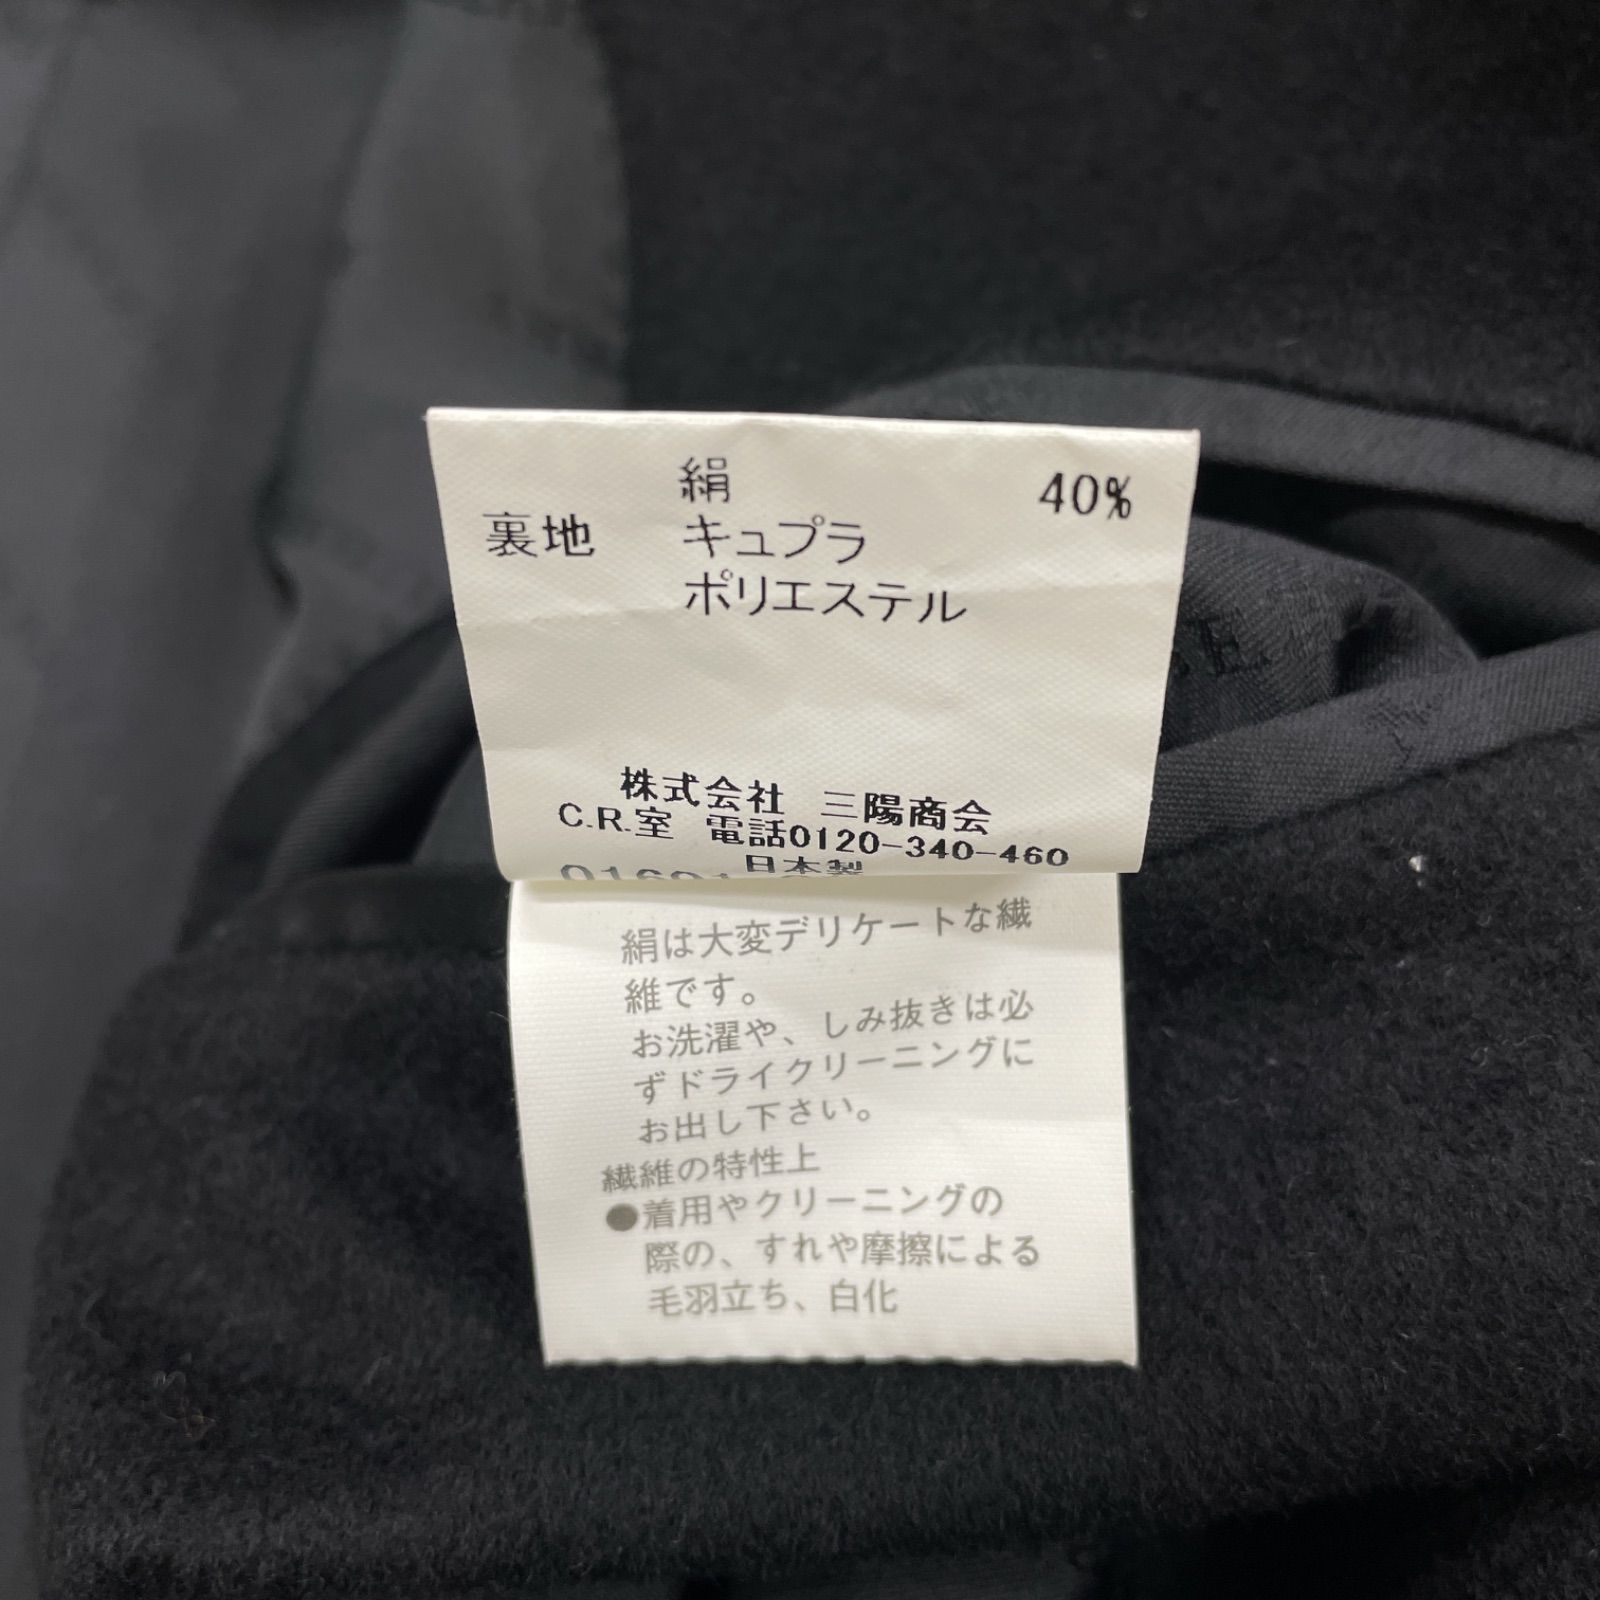 絹 40%
裏地 キュプラ
ポリエステル
株式会社 三陽商会
C.R.室 電話0120-340-460
日本製
絹は大変デリケートな繊
維です。
お洗濯や、しみ抜きは必
ずドライクリーニングに
お出し下さい。
繊維の特性上
●着用やクリーニングの
際の、すれや摩擦による
毛羽立ち、白化